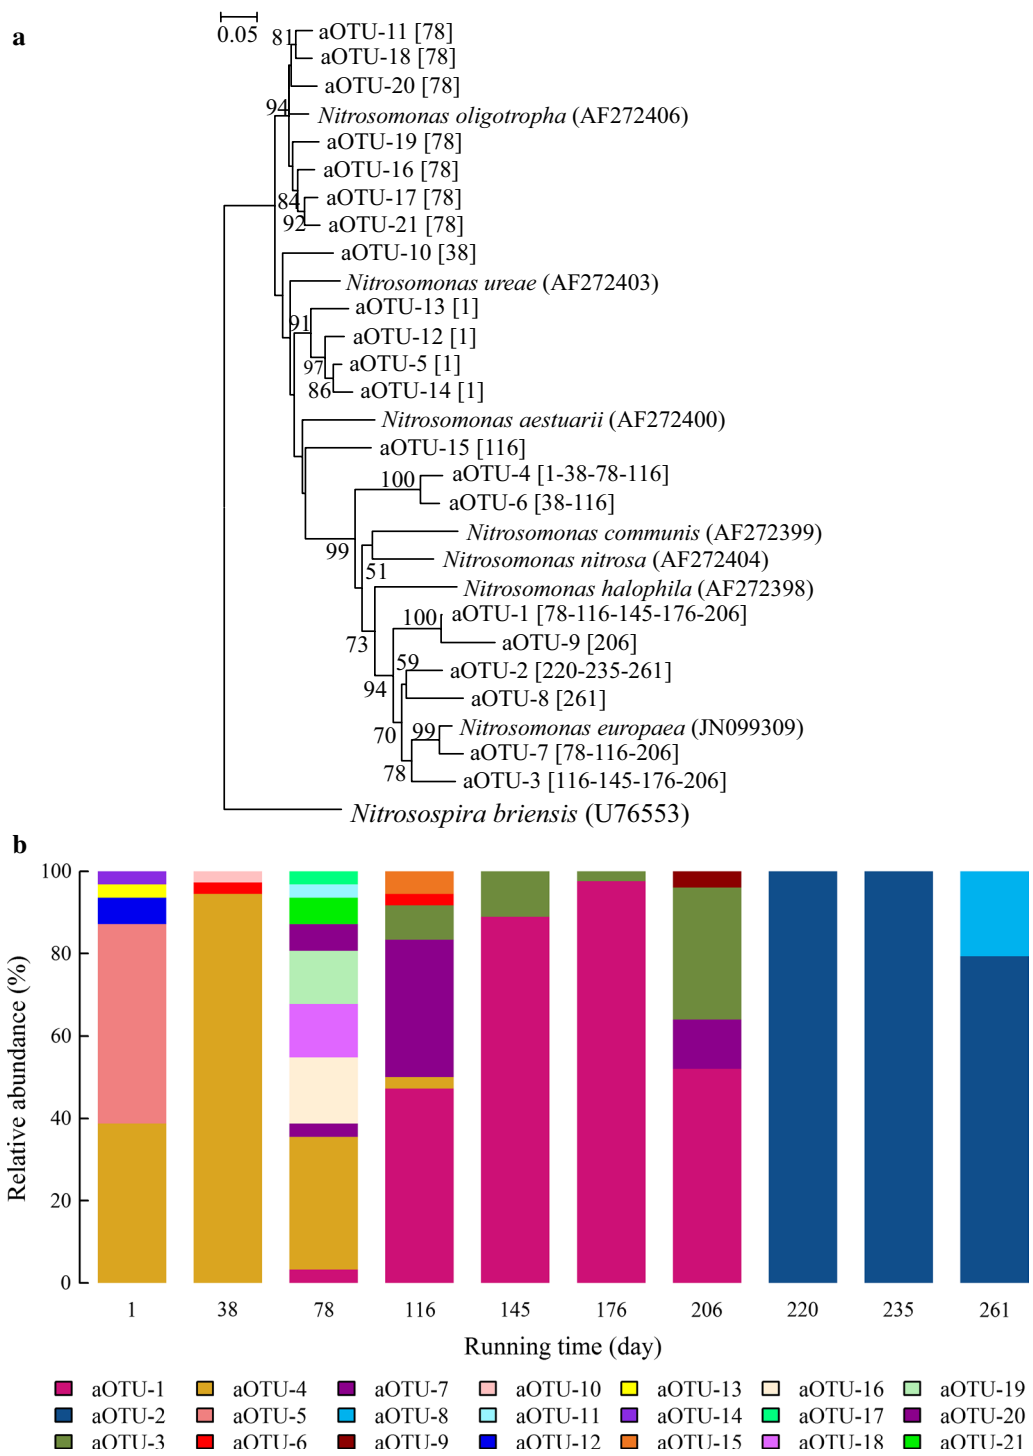 a
0.05
81
aOTU-11 [78]
aOTU-18 [78]
aOTU-20 [78]
94
Nitrosomonas oligotropha (AF272406)
aOTU-19 [78]
aOTU-16 [78]
84
aOTU-17 [78]
92
aOTU-21 [78]
aOTU-10 [38]
Nitrosomonas ureae (AF272403)
aOTU-13 [1]
91
aOTU-12 [1]
97
aOTU-5 [1]
86
aOTU-14 [1]
Nitrosomonas aestuarii (AF272400)
aOTU-15 [116]
100
aOTU-4 [1-38-78-116]
aOTU-6 [38-116]
99
Nitrosomonas communis (AF272399)
Nitrosomonas nitrosa (AF272404)
51
Nitrosomonas halophila (AF272398)
73
100
aOTU-1 [78-116-145-176-206]
aOTU-9 [206]
59
aOTU-2 [220-235-261]
94
aOTU-8 [261]
70
99
Nitrosomonas europaea (JN099309)
aOTU-7 [78-116-206]
78
aOTU-3 [116-145-176-206]
Nitrosospira briensis (U76553)
b
Relative abundance (%)
100
80
60
40
20
0
1 38 78 116 145 176 206 220 235 261
Running time (day)
aOTU-1 aOTU-4 aOTU-7 aOTU-10 aOTU-13 aOTU-16 aOTU-19
aOTU-2 aOTU-5 aOTU-8 aOTU-11 aOTU-14 aOTU-17 aOTU-20
aOTU-3 aOTU-6 aOTU-9 aOTU-12 aOTU-15 aOTU-18 aOTU-21